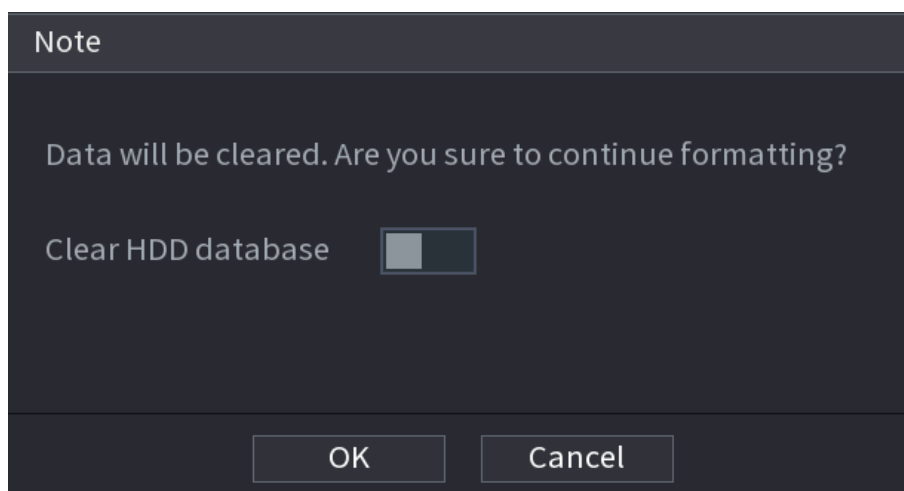 Note
Data will be cleared. Are you sure to continue formatting?
Clear HDD database
OK
Cancel